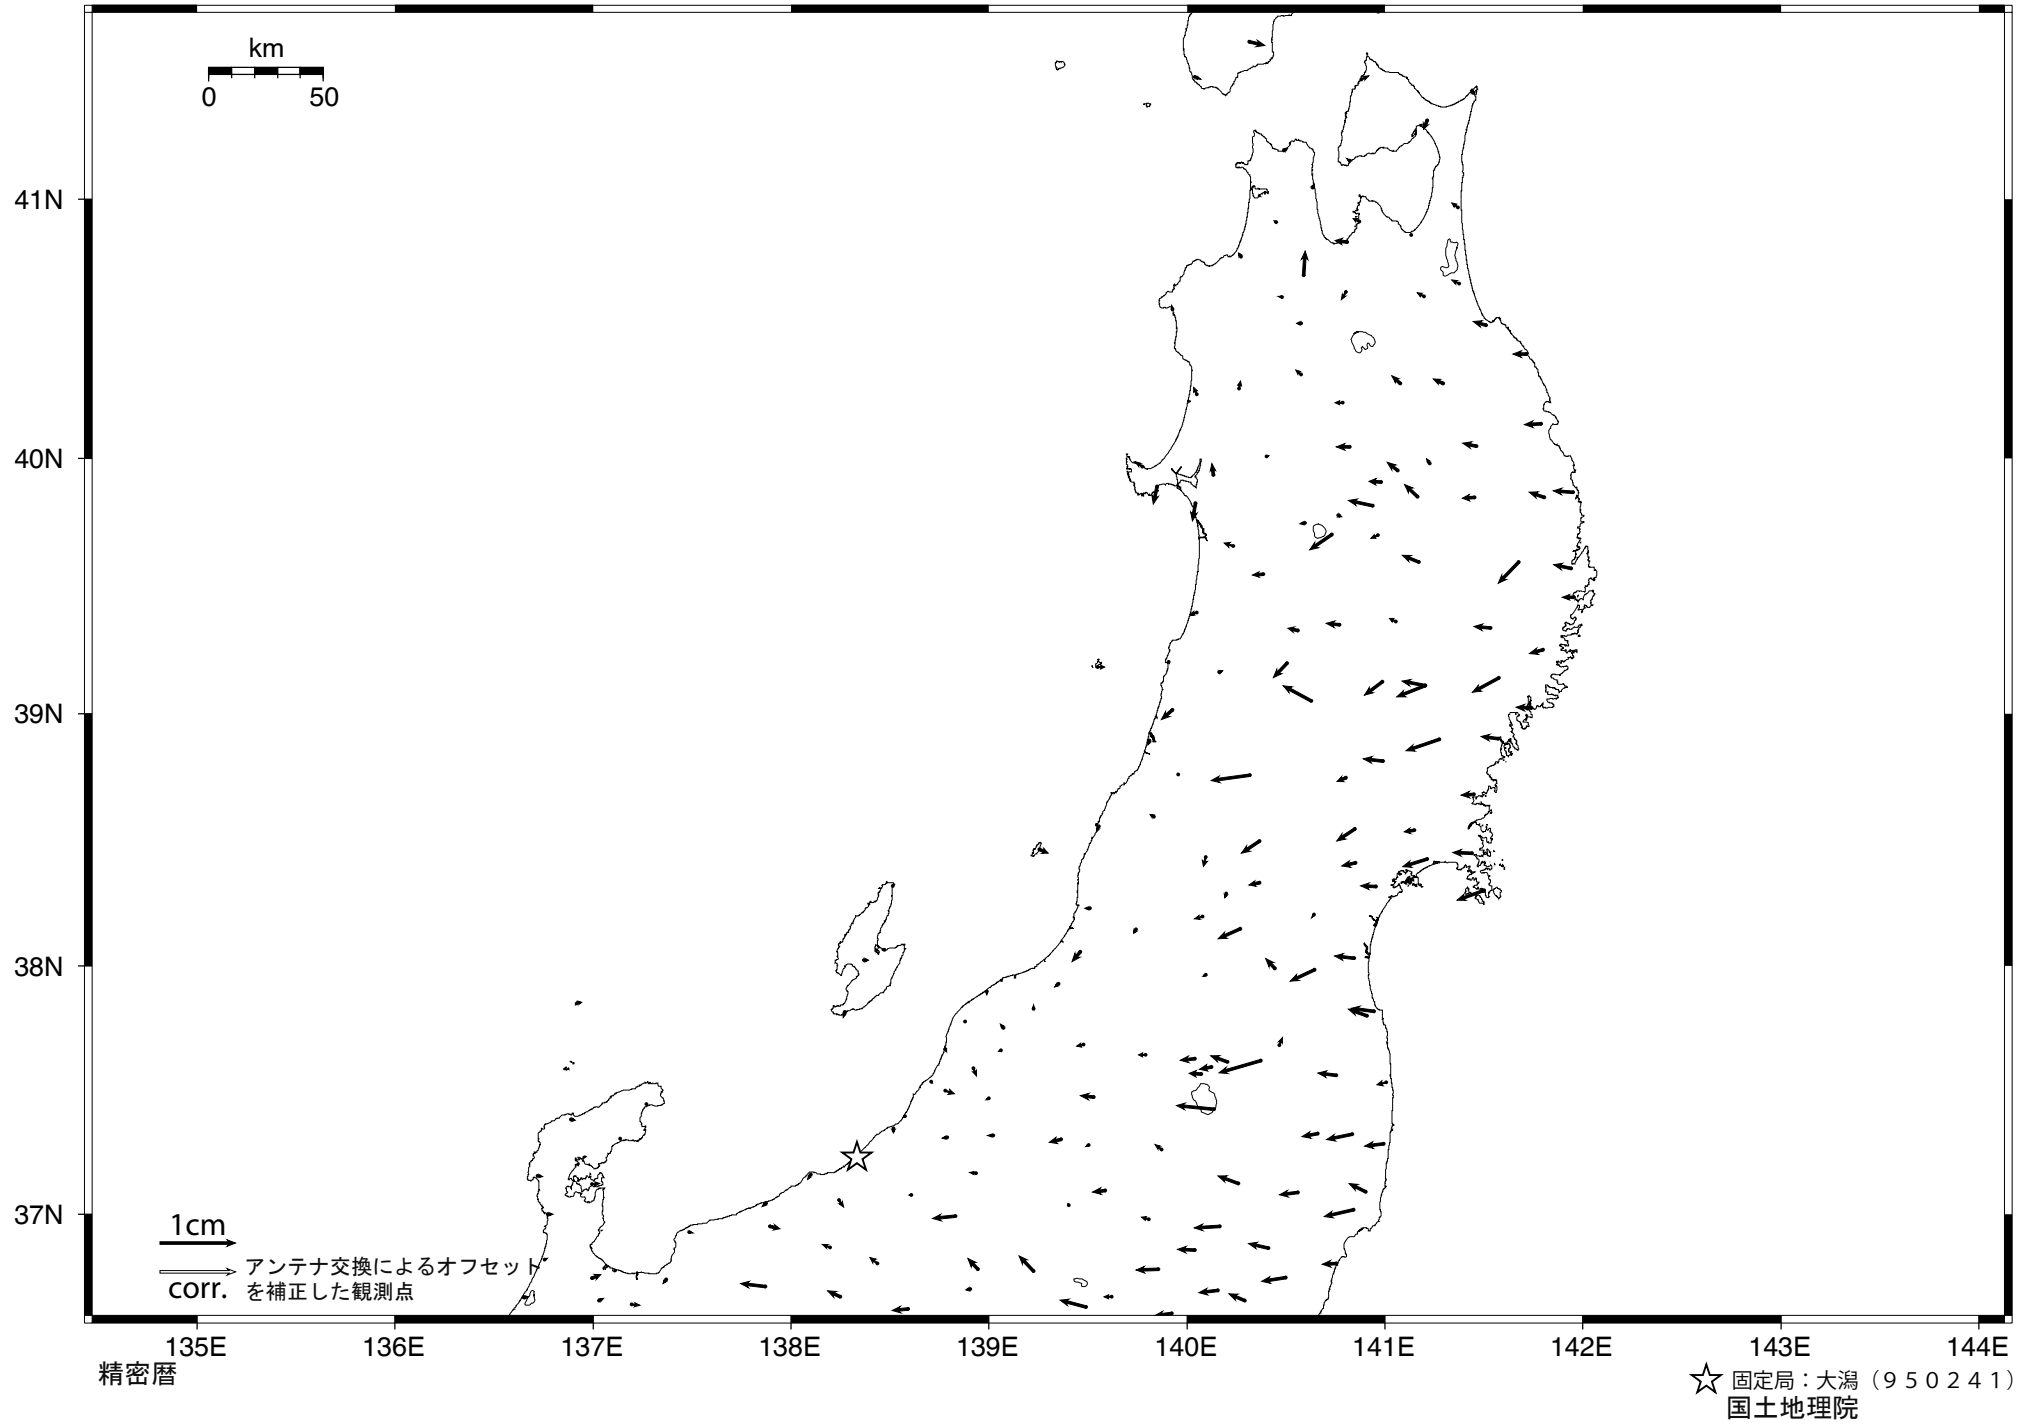 km
0 50
41N
40N
39N
38N
37N
1cm
アンテナ交換によるオフセット
corr. を補正した観測点
135E 136E 137E 138E 139E 140E 141E 142E 143E 144E
精密暦
固定局：大潟（９５０２４１）
国土地理院